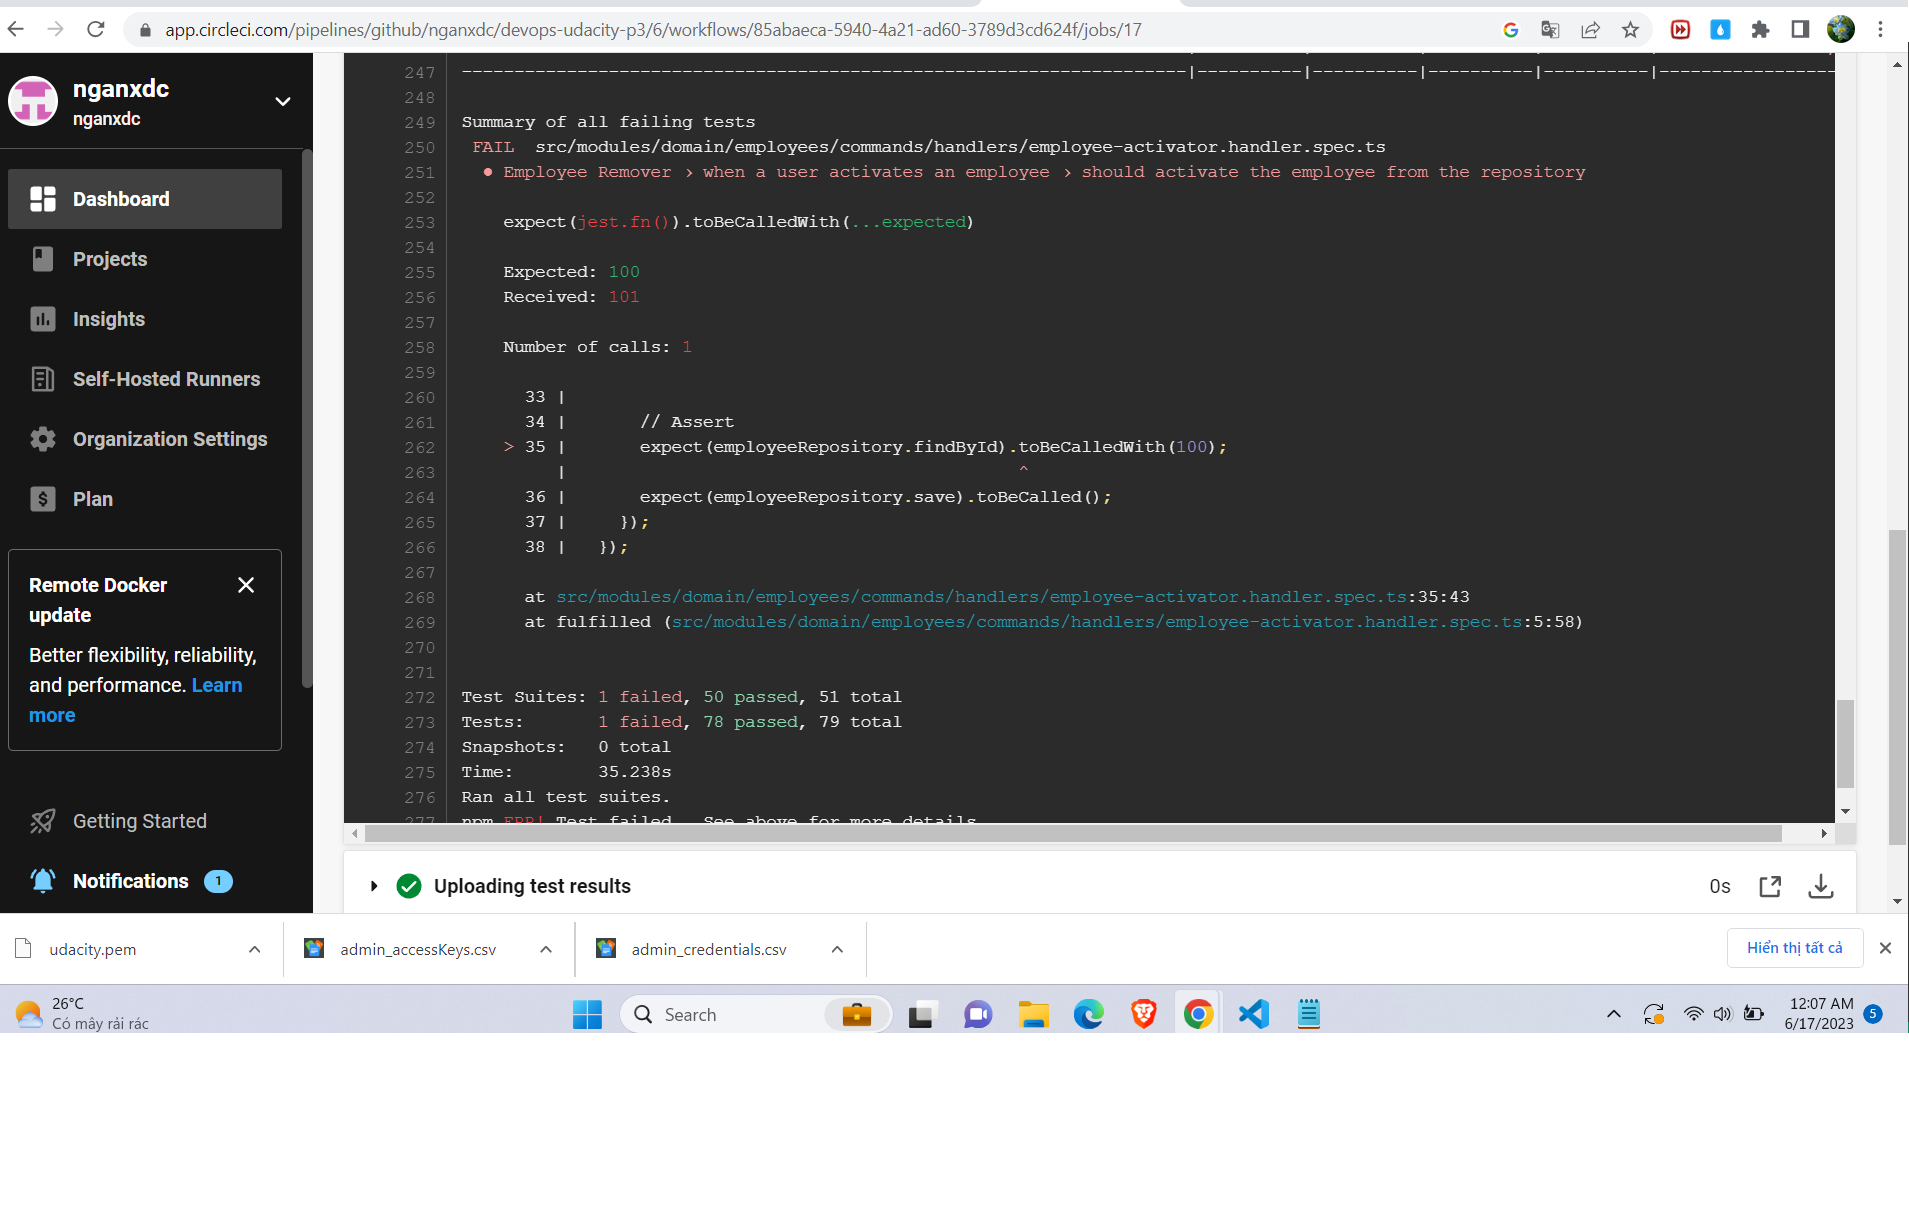 app.circleci.com/pipelines/github/nganxdc/devops-udacity-p3/6/workflows/85abaeca-5940-4a21-ad60-3789d3cd624f/jobs/17
nganxdc
nganxdc
Dashboard
Projects
Insights
Self-Hosted Runners
Organization Settings
$ Plan
Remote Docker
update
Better flexibility, reliability,
and performance. Learn
more
Getting Started
Notifications 1
247 ---------------------------------------------------------------------|----------|----------|----------|----------|-----------------
248
249 Summary of all failing tests
250 FAIL src/modules/domain/employees/commands/handlers/employee-activator.handler.spec.ts
251 ● Employee Remover › when a user activates an employee › should activate the employee from the repository
252
253 expect(jest.fn()).toBeCalledWith(...expected)
254
255 Expected: 100
256 Received: 101
257
258 Number of calls: 1
259
260 33 |
261 34 | // Assert
262 > 35 | expect(employeeRepository.findById).toBeCalledWith(100);
263 | ^
264 36 | expect(employeeRepository.save).toBeCalled();
265 37 | });
266 38 | });
267
268 at src/modules/domain/employees/commands/handlers/employee-activator.handler.spec.ts:35:43
269 at fulfilled (src/modules/domain/employees/commands/handlers/employee-activator.handler.spec.ts:5:58)
270
271
272 Test Suites: 1 failed, 50 passed, 51 total
273 Tests: 1 failed, 78 passed, 79 total
274 Snapshots: 0 total
275 Time: 35.238s
276 Ran all test suites.
277 npm ERR! Test failed. See above for more details.
Uploading test results 0s
udacity.pem
admin_accessKeys.csv
admin_credentials.csv
Hiển thị tất cả
26°C
Có mây rải rác
Search
12:07 AM
6/17/2023
5